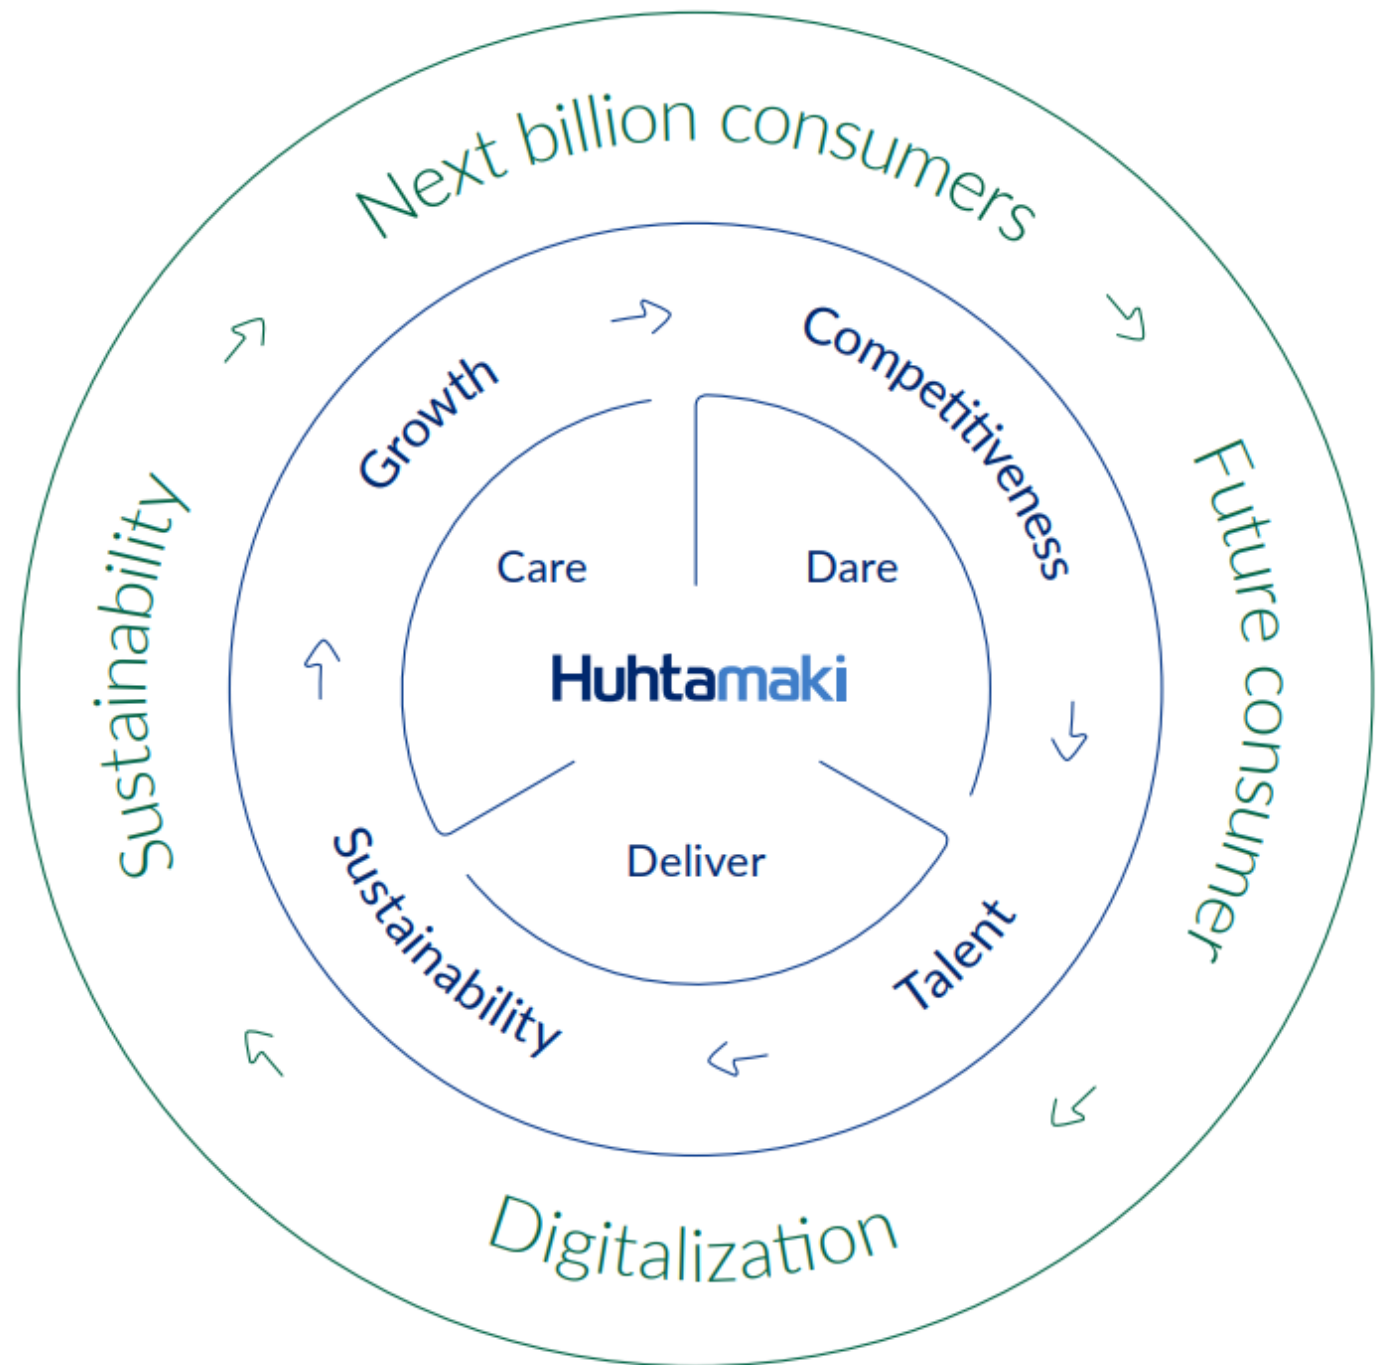 Next billion consumers
Future consumer
Digitalization
Sustainability
Growth
Competitiveness
Talent
Sustainability
Care
Dare
Huhtamaki
Deliver